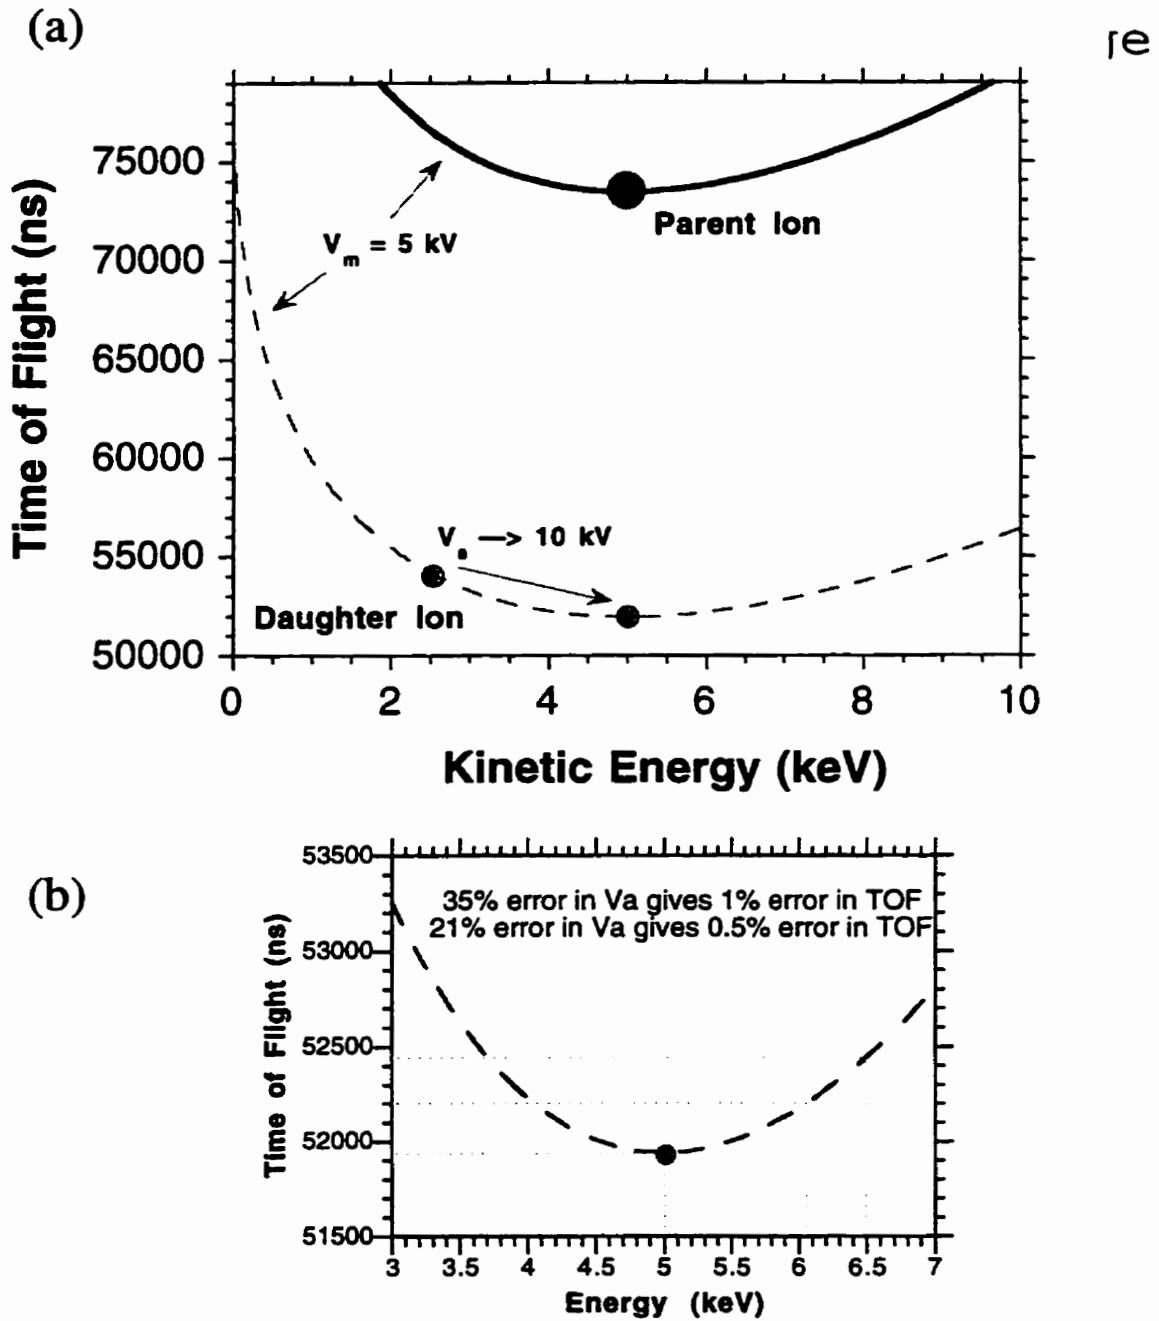 (a)
re
75000
70000
65000
60000
55000
50000
Time of Flight (ns)
Parent Ion
Vm = 5 kV
Va —> 10 kV
Daughter Ion
0 2 4 6 8 10
Kinetic Energy (keV)
(b)
53500
53000
52500
52000
51500
Time of Flight (ns)
35% error in Va gives 1% error in TOF
21% error in Va gives 0.5% error in TOF
3 3.5 4 4.5 5 5.5 6 6.5 7
Energy (keV)